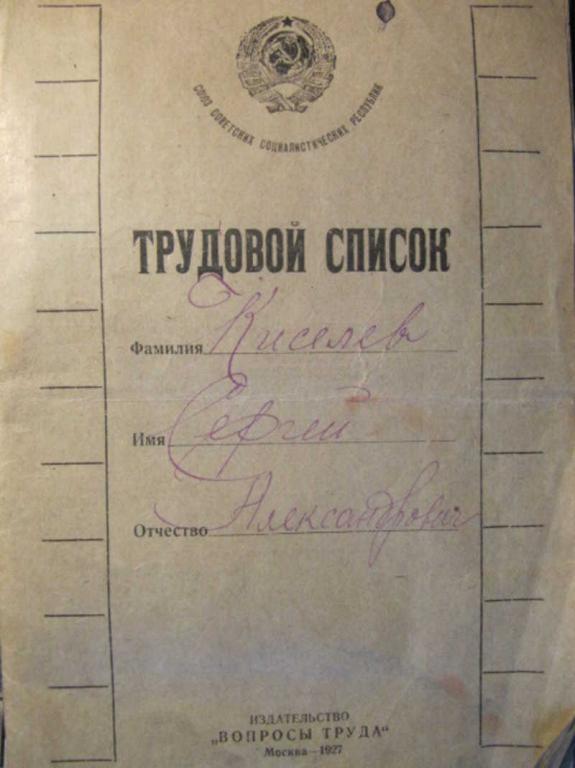 СОЮЗ СОВЕТСКИХ СОЦИАЛИСТИЧЕСКИХ РЕСПУБЛИК
ТРУДОВОЙ СПИСОК
Фамилия Киселев
Имя Сергей
Отчество Александрович
ИЗДАТЕЛЬСТВО
„ВОПРОСЫ ТРУДА“
Москва—1927